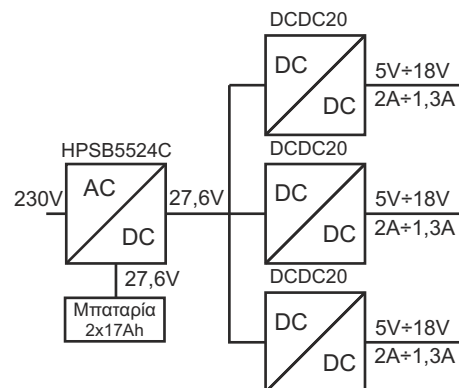 DCDC20
DC
DC
5V÷18V
2A÷1,3A
HPSB5524C
AC
DC
230V
27,6V
27,6V
Μπαταρία
2x17Ah
DCDC20
DC
DC
5V÷18V
2A÷1,3A
DCDC20
DC
DC
5V÷18V
2A÷1,3A